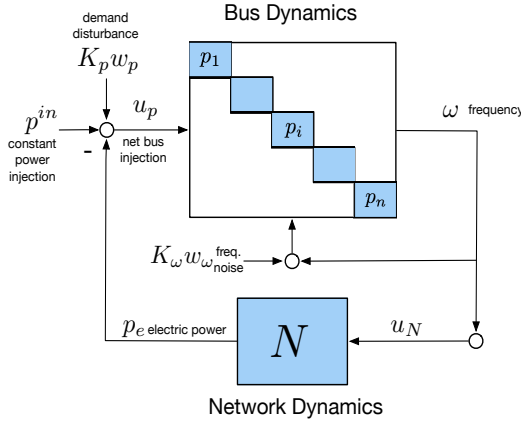 Bus Dynamics
demand
disturbance
K_p w_p
p_1
p^{in}
u_p
p_i
ω frequency
constant
power
injection
-
net bus
injection
p_n
K_ω w_ω freq.
noise
p_e electric power
N
u_N
Network Dynamics